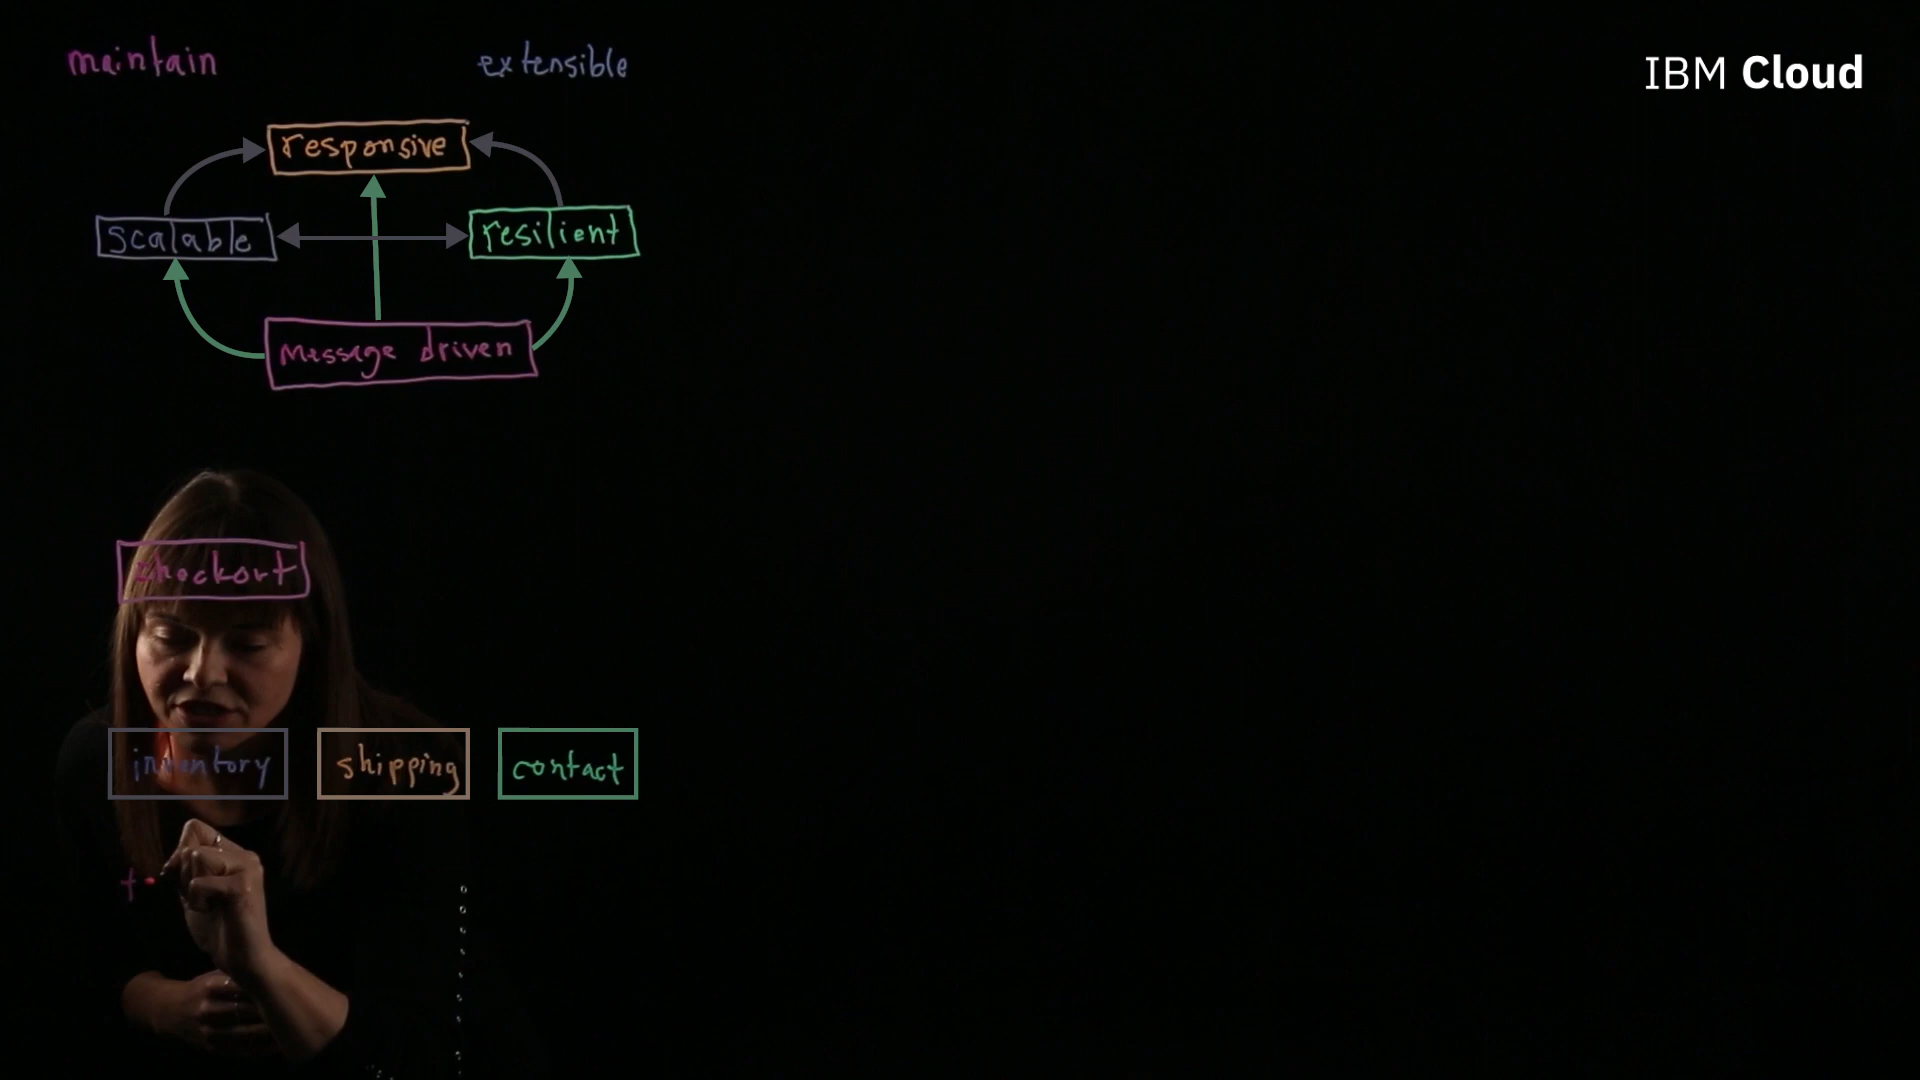 maintain extensible
IBM Cloud
responsive
scalable resilient
message driven
checkout
inventory shipping contact
t